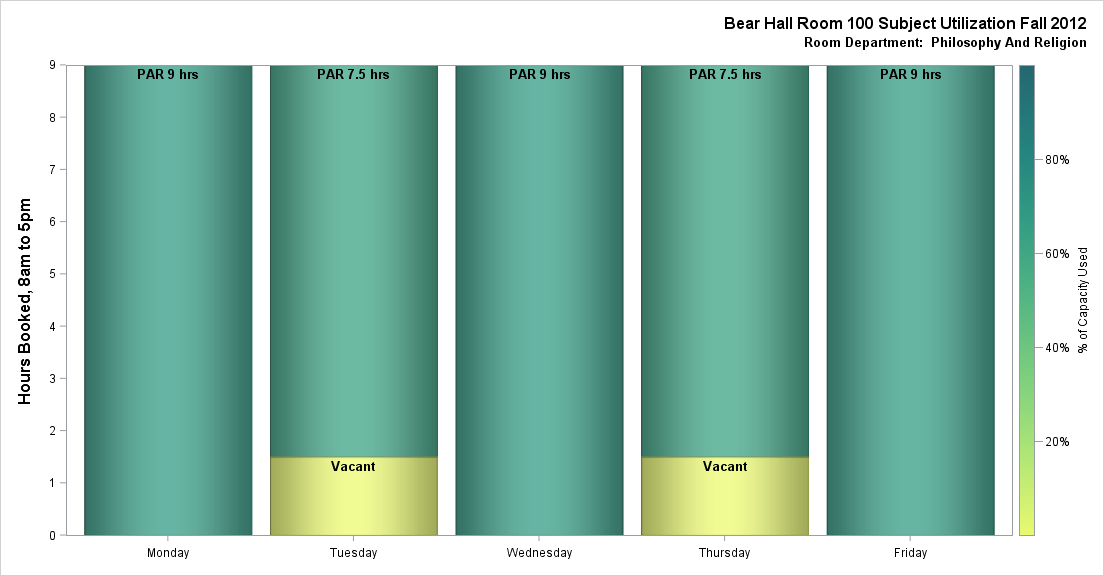 Bear Hall Room 100 Subject Utilization Fall 2012
Room Department:  Philosophy And Religion
Hours Booked, 8am to 5pm
9
8
7
6
5
4
3
2
1
0
PAR 9 hrs
PAR 7.5 hrs
PAR 9 hrs
PAR 7.5 hrs
PAR 9 hrs
Vacant
Vacant
Monday
Tuesday
Wednesday
Thursday
Friday
80%
60%
40%
20%
% of Capacity Used